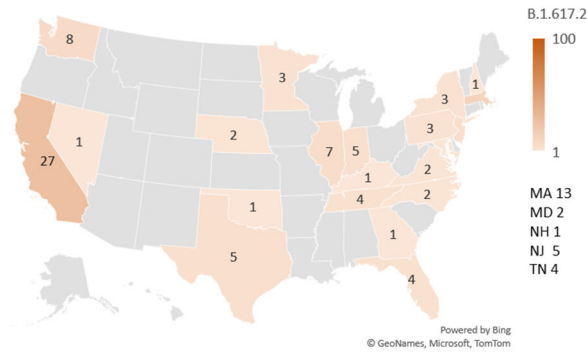 B.1.617.2
100
1
8
3
1
3
3
2
1
27
7
5
2
1
4
2
1
1
5
4
MA 13
MD 2
NH 1
NJ 5
TN 4
Powered by Bing
© GeoNames, Microsoft, TomTom